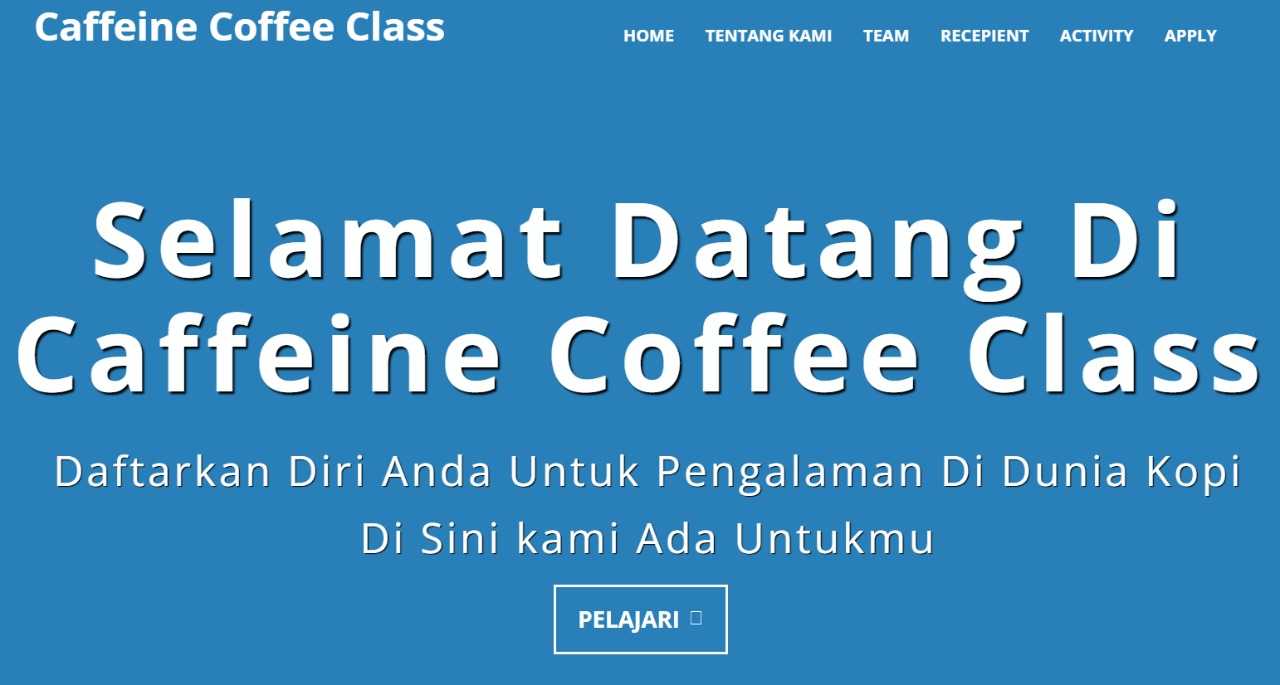 Caffeine Coffee Class
HOME TENTANG KAMI TEAM RECEPIENT ACTIVITY APPLY
Selamat Datang Di
Caffeine Coffee Class
Daftarkan Diri Anda Untuk Pengalaman Di Dunia Kopi
Di Sini kami Ada Untukmu
PELAJARI